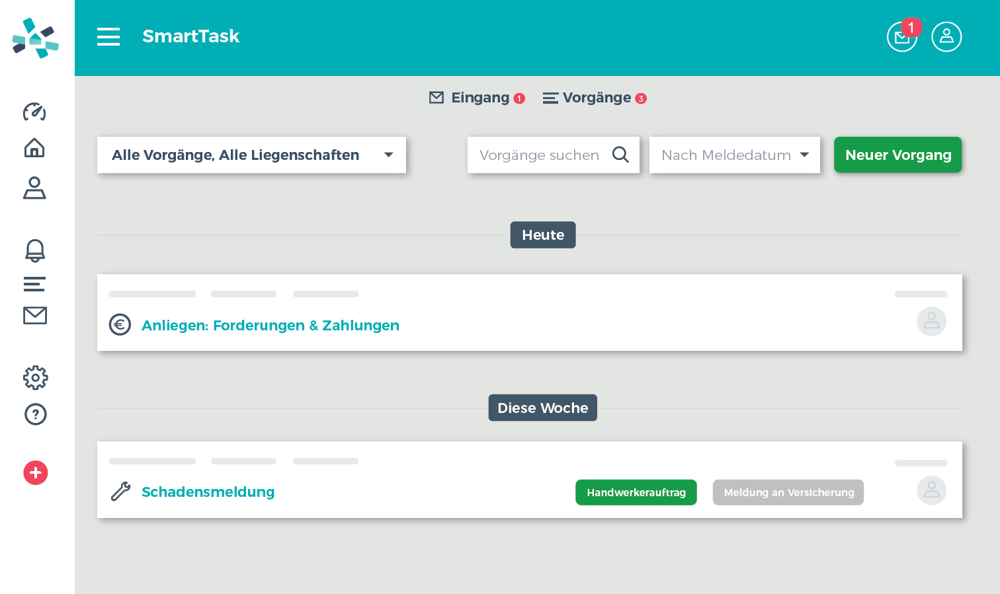 SmartTask
1
Eingang 1 Vorgänge 3
Alle Vorgänge, Alle Liegenschaften
Vorgänge suchen
Nach Meldedatum
Neuer Vorgang
Heute
Anliegen: Forderungen & Zahlungen
Diese Woche
Schadensmeldung
Handwerkerauftrag
Meldung an Versicherung